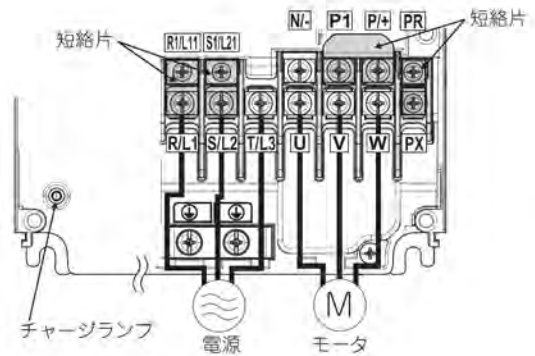 短絡片
R1/L11 S1/L21
N/-
P1
P/+
PR
短絡片
R/L1
S/L2
T/L3
U
V
W
PX
チャージランプ
電源
M
モータ